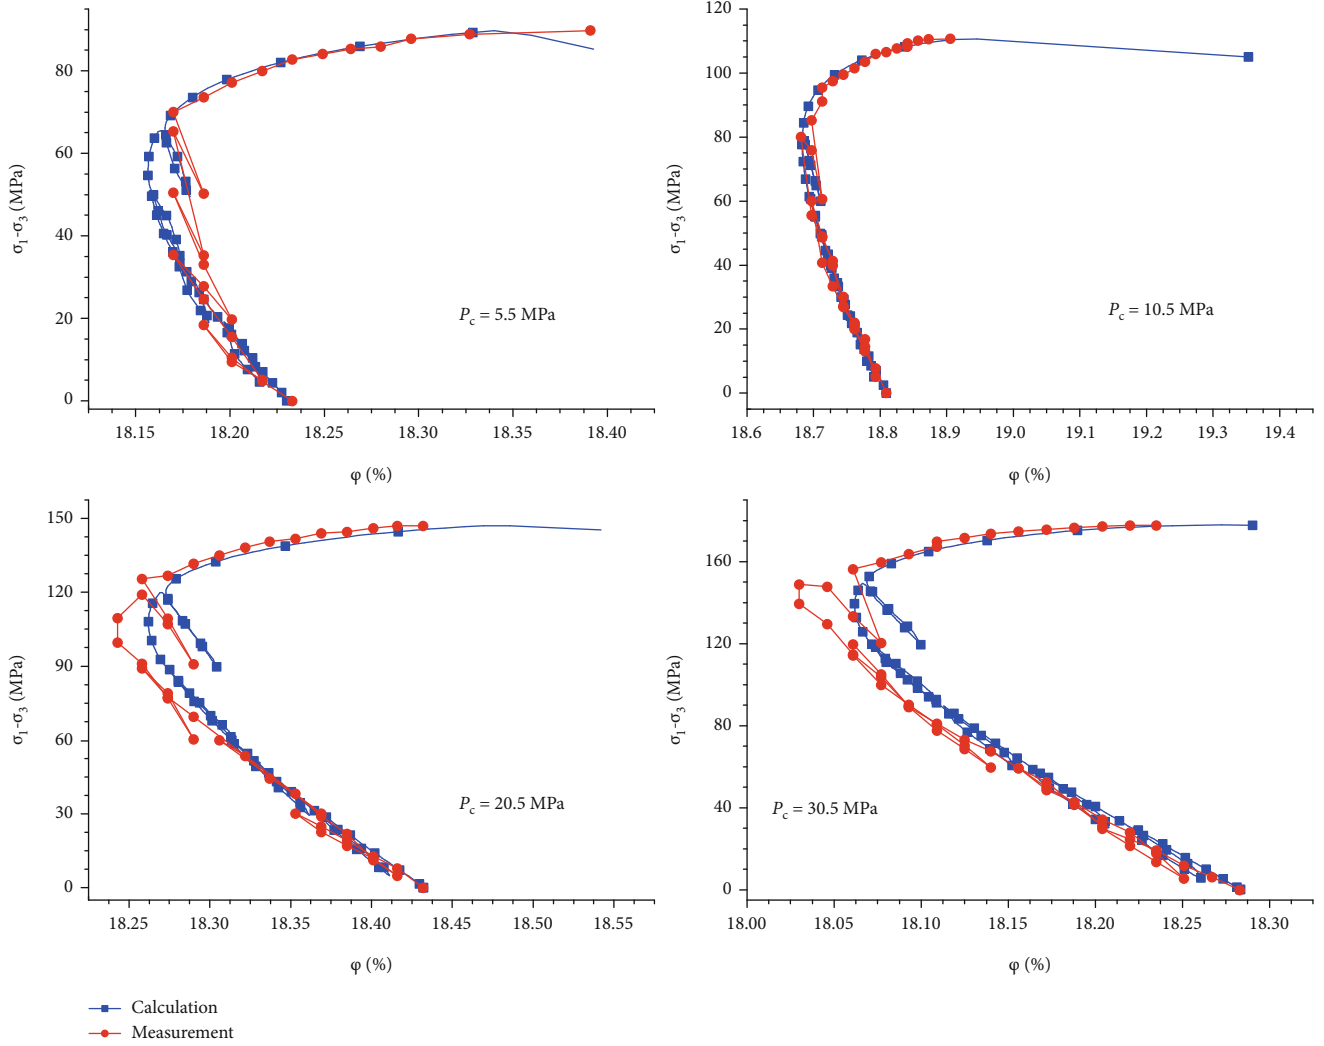 80
60
40
20
0
18.15 18.20 18.25 18.30 18.35 18.40
σ1-σ3 (MPa)
φ (%)
Pc = 5.5 MPa
120
100
80
60
40
20
0
18.6 18.7 18.8 18.9 19.0 19.1 19.2 19.3 19.4
σ1-σ3 (MPa)
φ (%)
Pc = 10.5 MPa
150
120
90
60
30
0
18.25 18.30 18.35 18.40 18.45 18.50 18.55
σ1-σ3 (MPa)
φ (%)
Pc = 20.5 MPa
160
120
80
40
0
18.00 18.05 18.10 18.15 18.20 18.25 18.30
σ1-σ3 (MPa)
φ (%)
Pc = 30.5 MPa
Calculation
Measurement